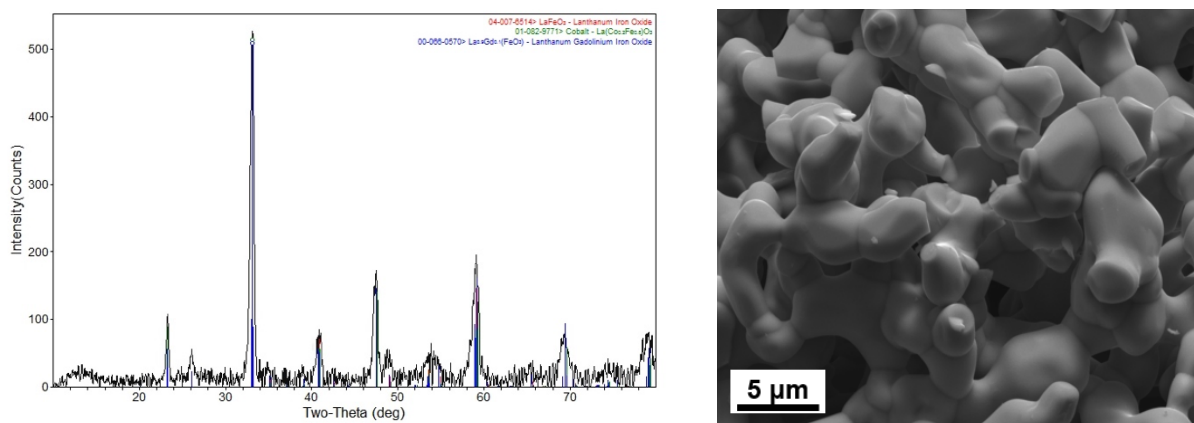 04-007-6514> LaFeO₃ - Lanthanum Iron Oxide
01-082-9771> Cobalt - La(Co₀.₂Fe₀.₈)O₃
00-066-0570> La₀.₉Gd₀.₁(FeO₃) - Lanthanum Gadolinium Iron Oxide
500
400
300
200
100
0
Intensity(Counts)
20
30
40
50
60
70
Two-Theta (deg)
5 µm